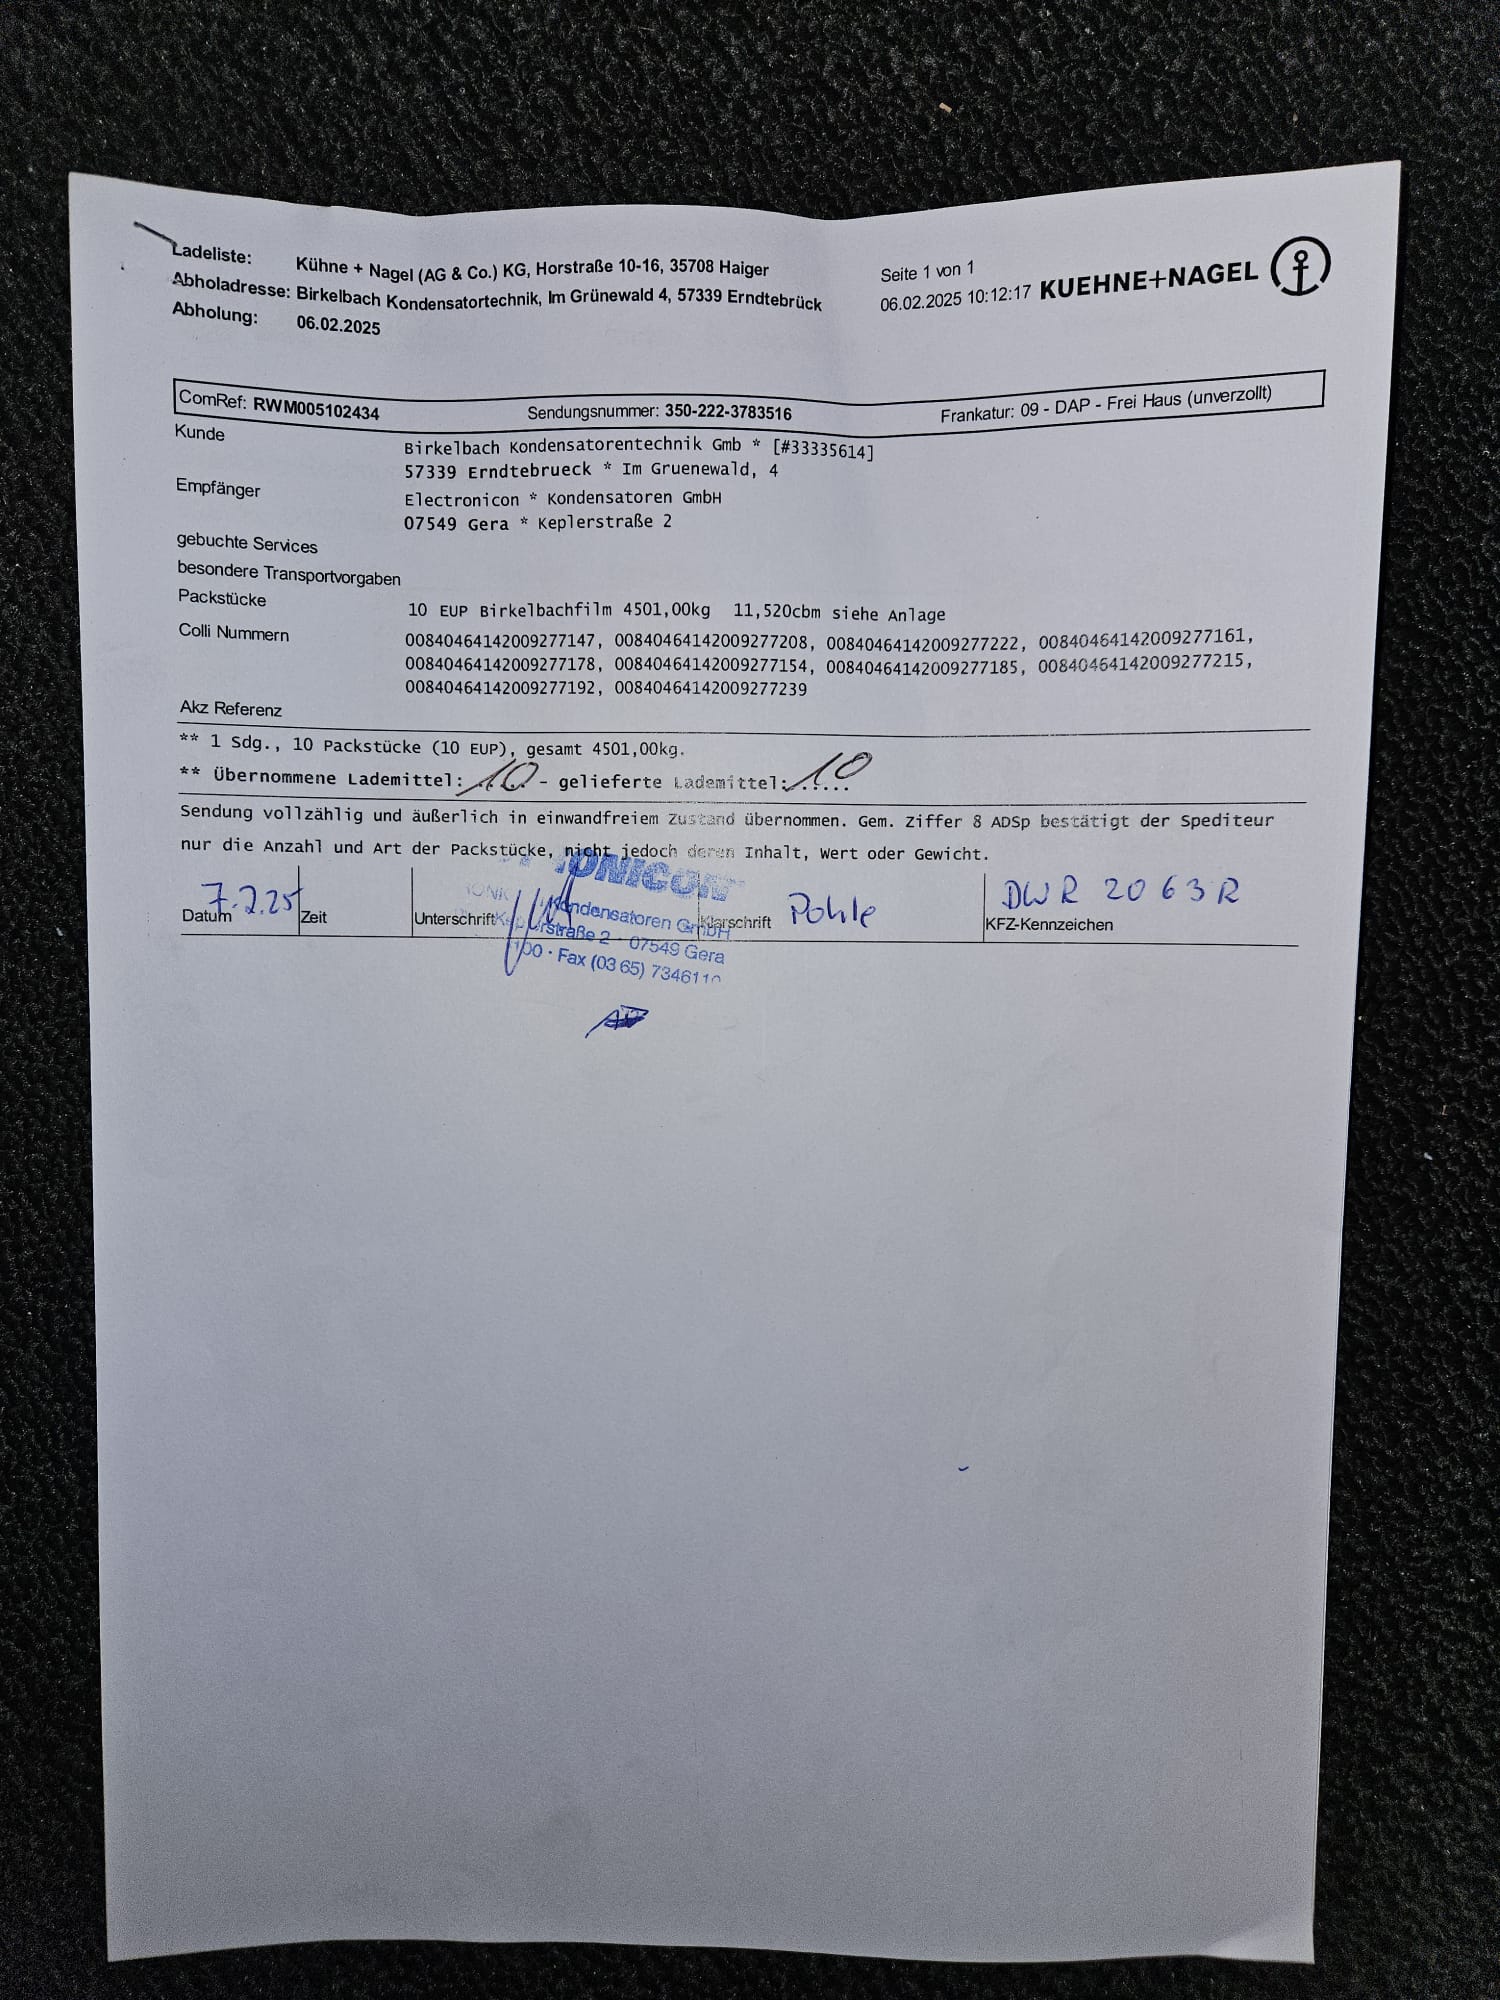 Ladeliste: Kühne + Nagel (AG & Co.) KG, Horstraße 10-16, 35708 Haiger
Abholadresse: Birkelbach Kondensatortechnik, Im Grünewald 4, 57339 Erndtebrück
Abholung: 06.02.2025
Seite 1 von 1
06.02.2025 10:12:17 KUEHNE+NAGEL
ComRef: RWM005102434 Sendungsnummer: 350-222-3783516 Frankatur: 09 - DAP - Frei Haus (unverzollt)
Kunde Birkelbach Kondensatorentechnik Gmb * [#33335614]
57339 Erndtebrueck * Im Gruenewald, 4
Empfänger Electronicon * Kondensatoren GmbH
07549 Gera * Keplerstraße 2
gebuchte Services
besondere Transportvorgaben
Packstücke 10 EUP Birkelbachfilm 4501,00kg 11,520cbm siehe Anlage
Colli Nummern 00840464142009277147, 00840464142009277208, 00840464142009277222, 00840464142009277161,
00840464142009277178, 00840464142009277154, 00840464142009277185, 00840464142009277215,
00840464142009277192, 00840464142009277239
Akz Referenz
** 1 Sdg., 10 Packstücke (10 EUP), gesamt 4501,00kg.
** Übernommene Lademittel: 10 - gelieferte Lademittel: 10
Sendung vollzählig und äußerlich in einwandfreiem Zustand übernommen. Gem. Ziffer 8 ADSp bestätigt der Spediteur
nur die Anzahl und Art der Packstücke, nicht jedoch deren Inhalt, Wert oder Gewicht.
7.2.25 Pohle DWR 2063R
Datum Zeit Unterschrift Klarschrift KFZ-Kennzeichen
Kondensatoren GmbH
07549 Gera
Fax (03 65)